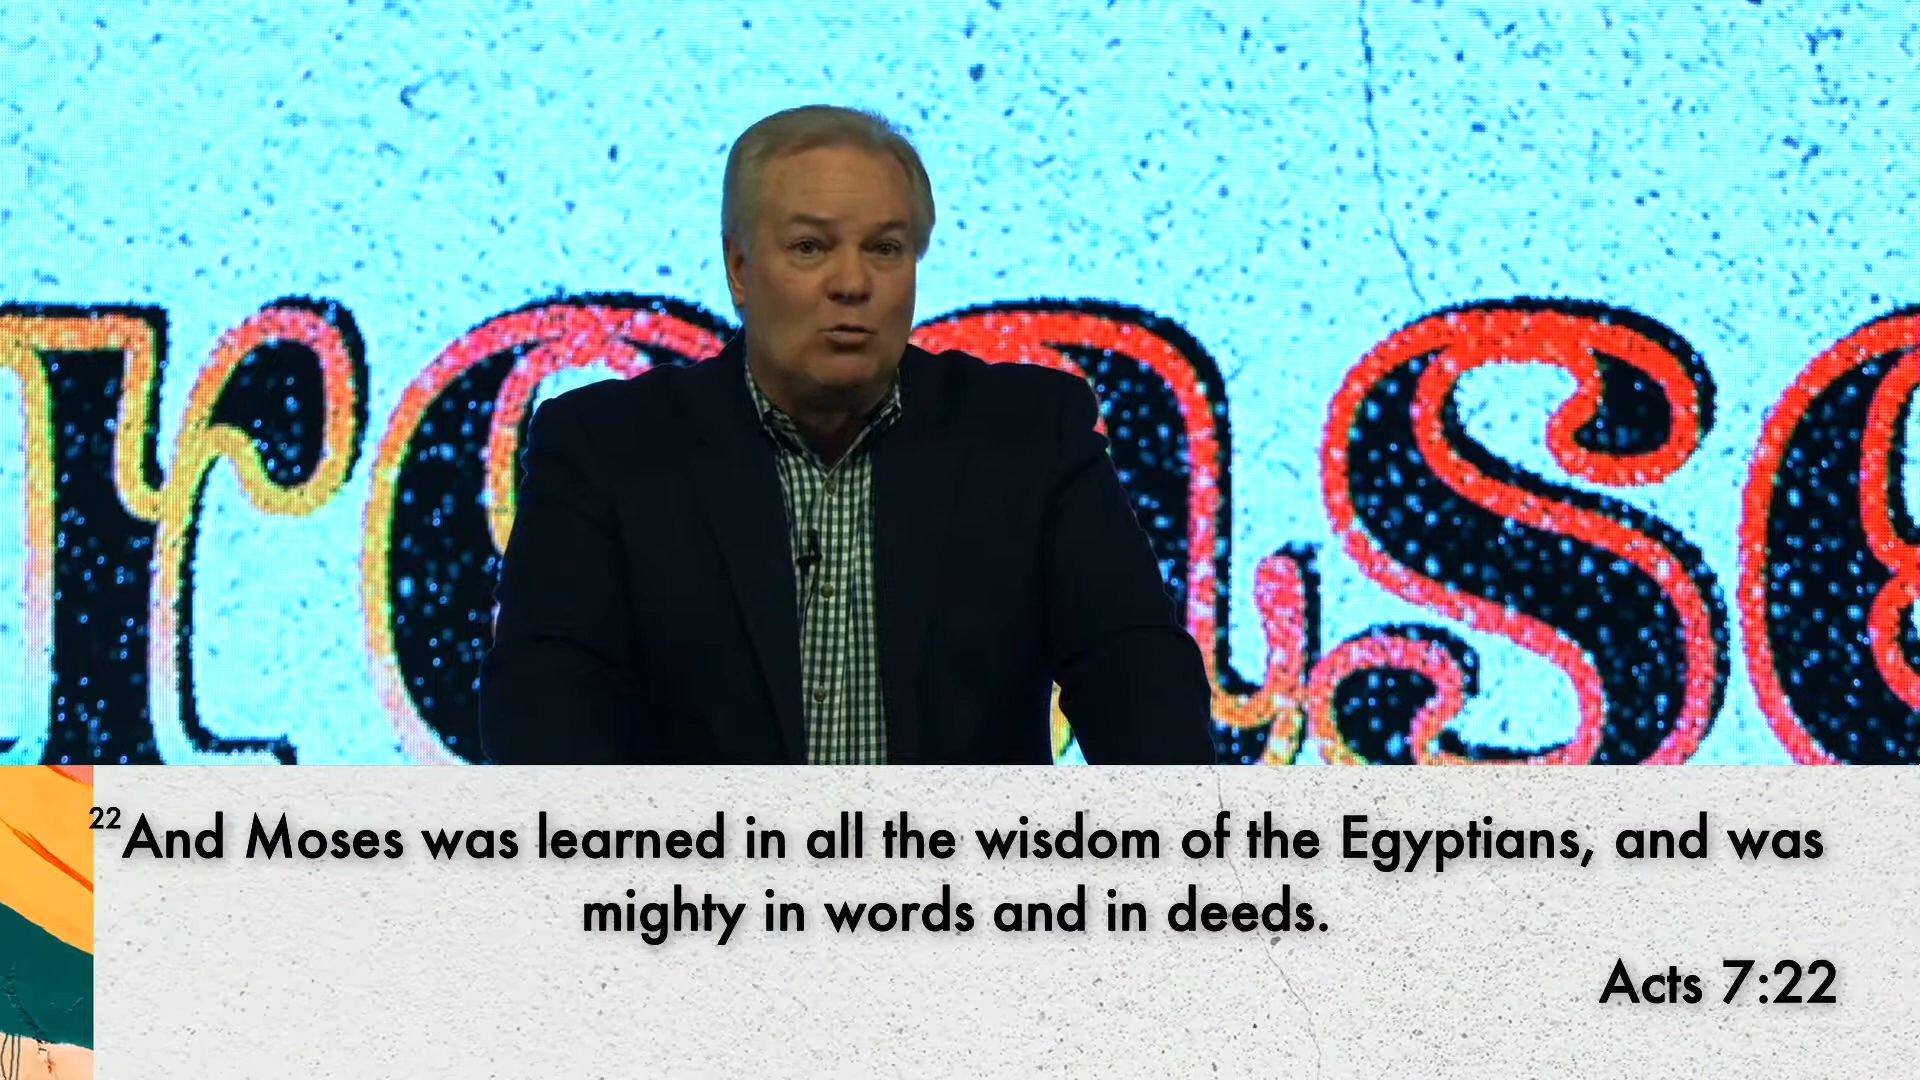 rase
22And Moses was learned in all the wisdom of the Egyptians, and was
mighty in words and in deeds.
Acts 7:22